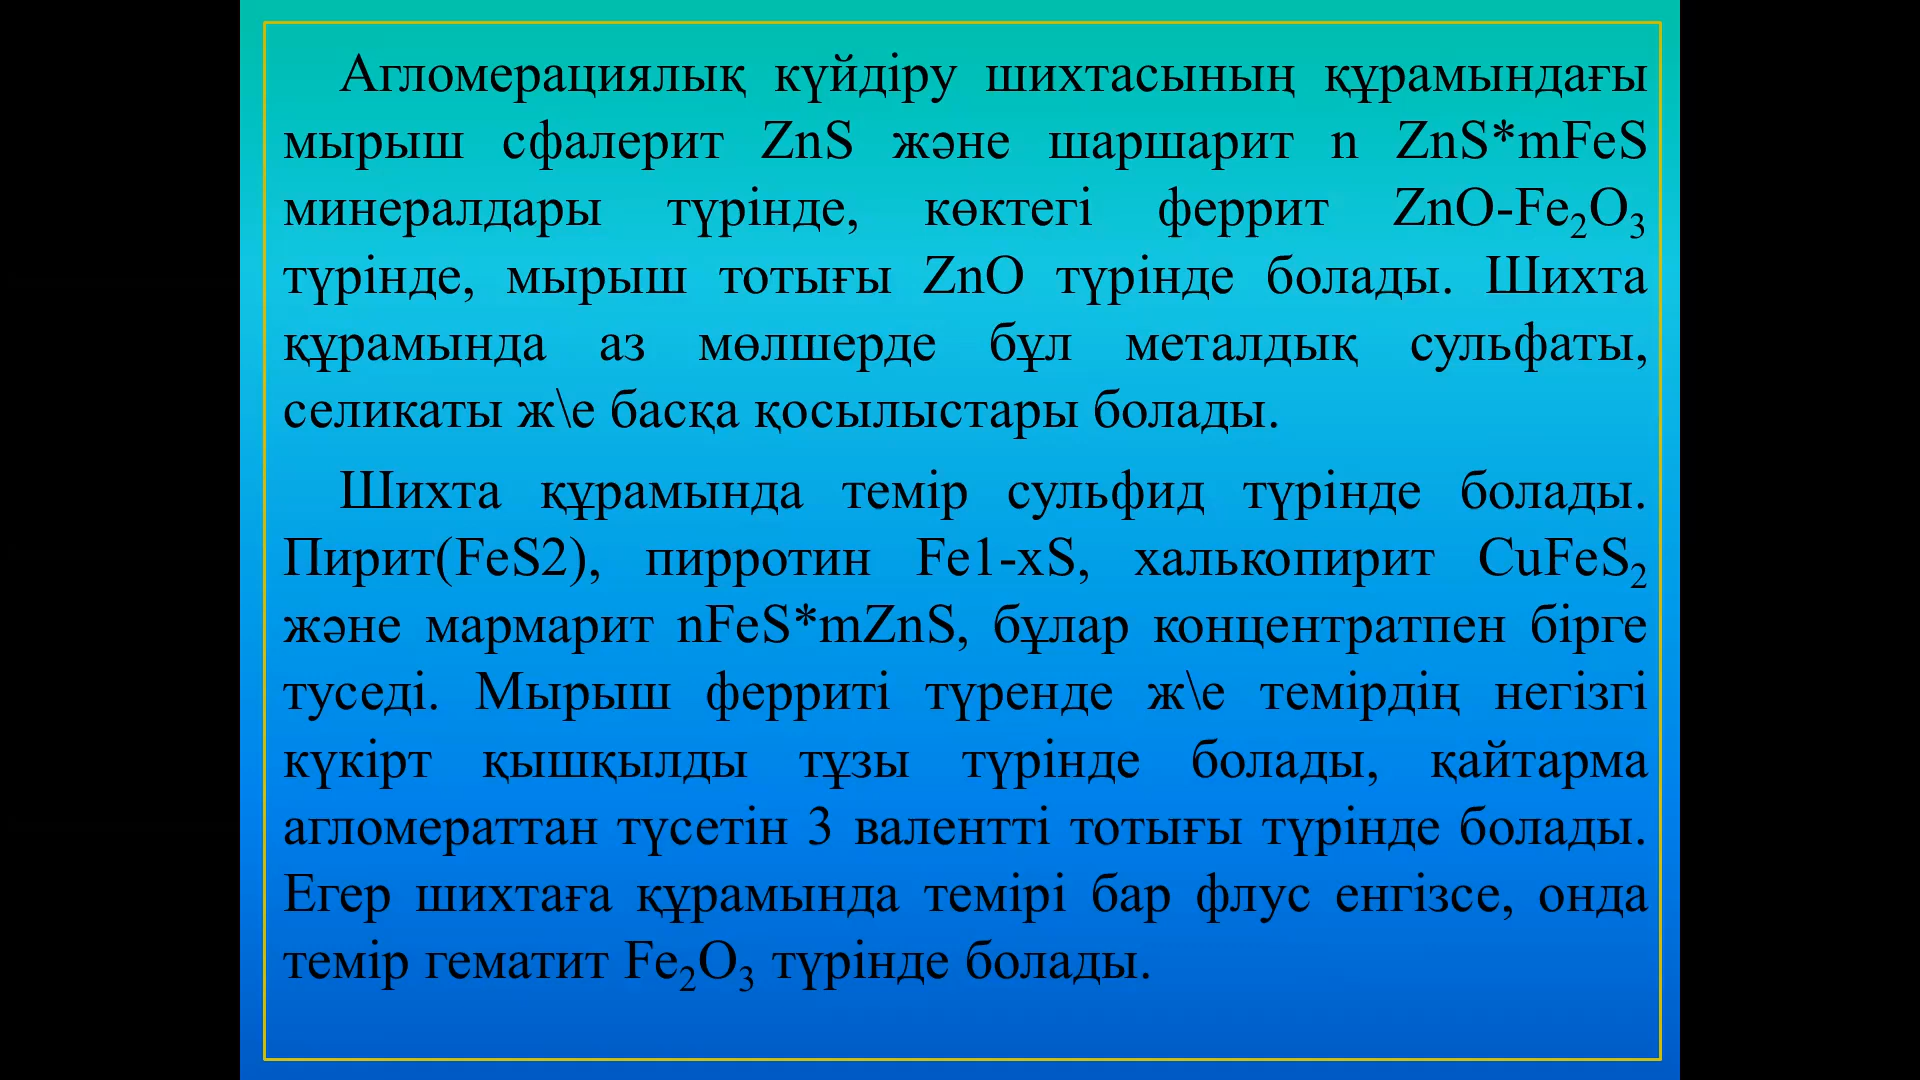 Агломерациялық күйдіру шихтасының құрамындағы
мырыш сфалерит ZnS және шаршарит n ZnS*mFeS
минералдары түрінде, көктегі феррит ZnO-Fe₂O₃
түрінде, мырыш тотығы ZnO түрінде болады. Шихта
құрамында аз мөлшерде бұл металдық сульфаты,
селикаты ж\е басқа қосылыстары болады.
Шихта құрамында темір сульфид түрінде болады.
Пирит(FeS2), пирротин Fe1-xS, халькопирит CuFeS₂
және мармарит nFeS*mZnS, бұлар концентратпен бірге
туседі. Мырыш ферриті түренде ж\е темірдің негізгі
күкірт қышқылды тұзы түрінде болады, қайтарма
агломераттан түсетін 3 валентті тотығы түрінде болады.
Егер шихтаға құрамында темірі бар флус енгізсе, онда
темір гематит Fe₂O₃ түрінде болады.